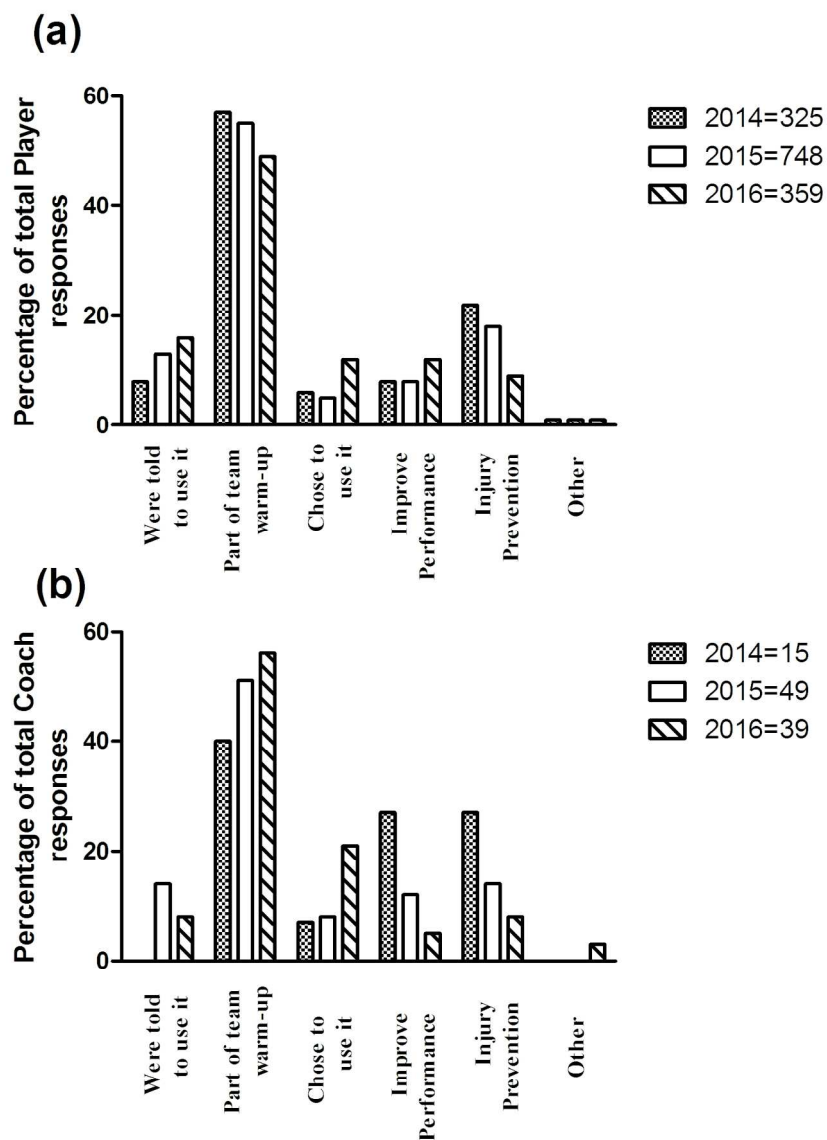 (a)
Percentage of total Player
responses
60
40
20
0
2014=325
2015=748
2016=359
Were told
to use it
Part of team
warm-up
Chose to
use it
Improve
Performance
Injury
Prevention
Other
(b)
Percentage of total Coach
responses
60
40
20
0
2014=15
2015=49
2016=39
Were told
to use it
Part of team
warm-up
Chose to
use it
Improve
Performance
Injury
Prevention
Other